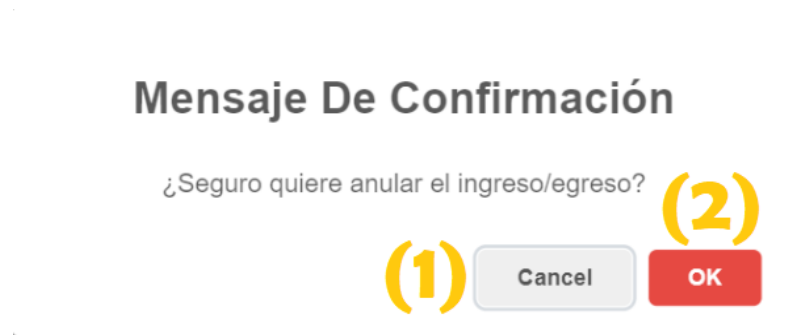 Mensaje De Confirmación
¿Seguro quiere anular el ingreso/egreso?
(2)
(1) Cancel OK